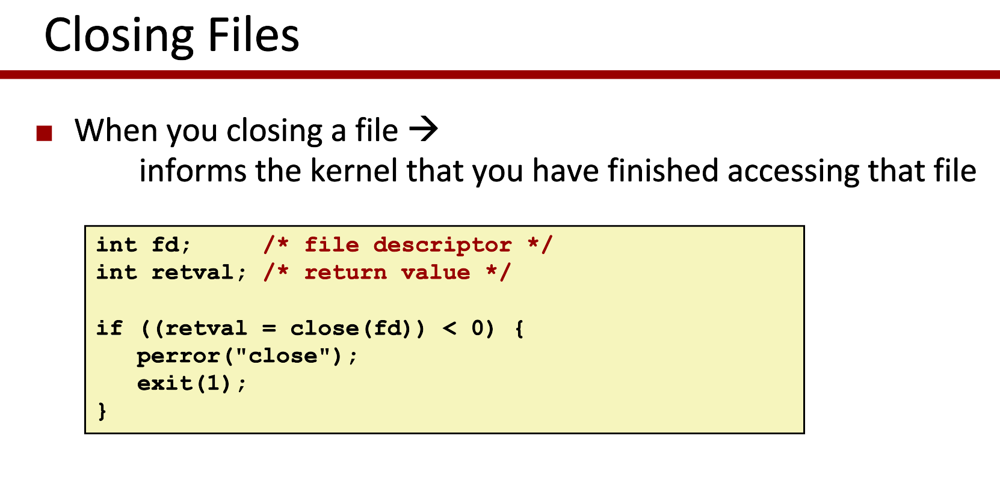 Closing Files
When you closing a file →
informs the kernel that you have finished accessing that file
int fd;     /* file descriptor */
int retval; /* return value */
if ((retval = close(fd)) < 0) {
   perror("close");
   exit(1);
}